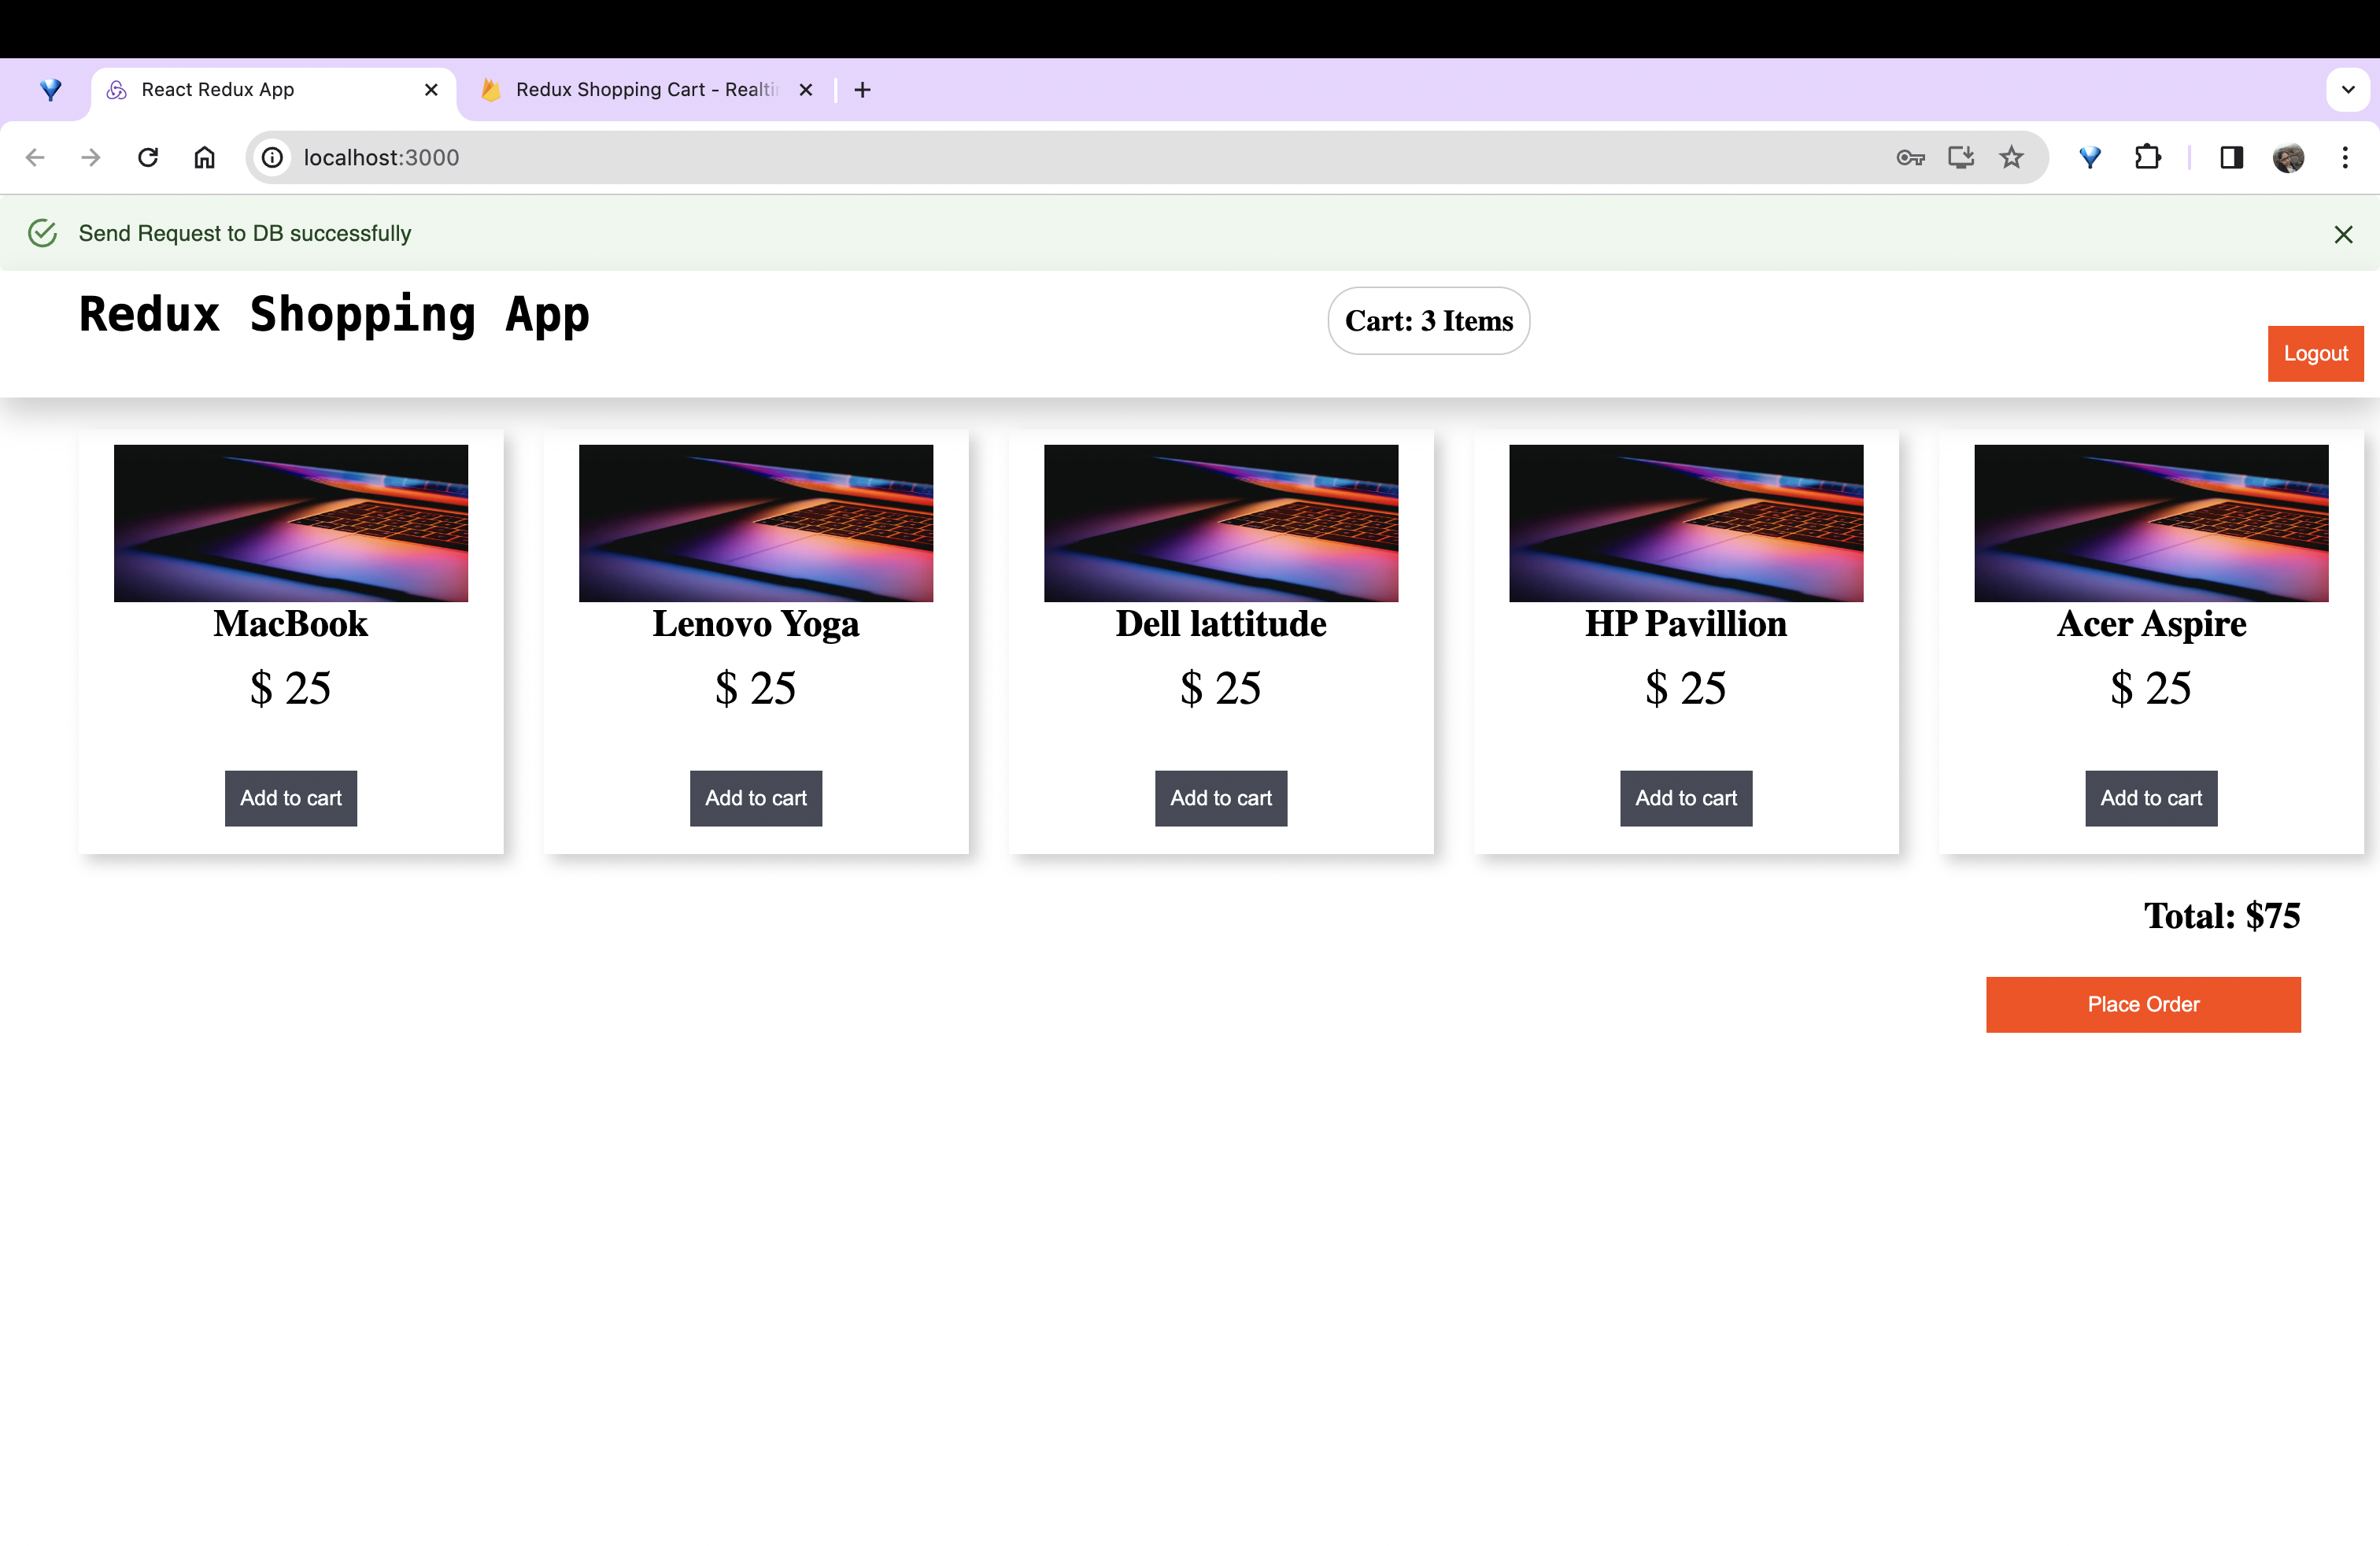 React Redux App
Redux Shopping Cart - Realti
localhost:3000
Send Request to DB successfully
Redux Shopping App
Cart: 3 Items
Logout
MacBook
$ 25
Add to cart
Lenovo Yoga
$ 25
Add to cart
Dell lattitude
$ 25
Add to cart
HP Pavillion
$ 25
Add to cart
Acer Aspire
$ 25
Add to cart
Total: $75
Place Order